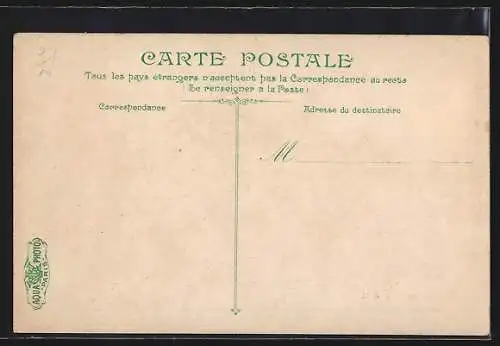 CARTE POSTALE
Tous les pays étrangers n'acceptent pas la Correspondance au recto
(Se renseigner à la Poste)
Correspondance
Adresse du destinataire
M
AQUA PHOTO
PARIS